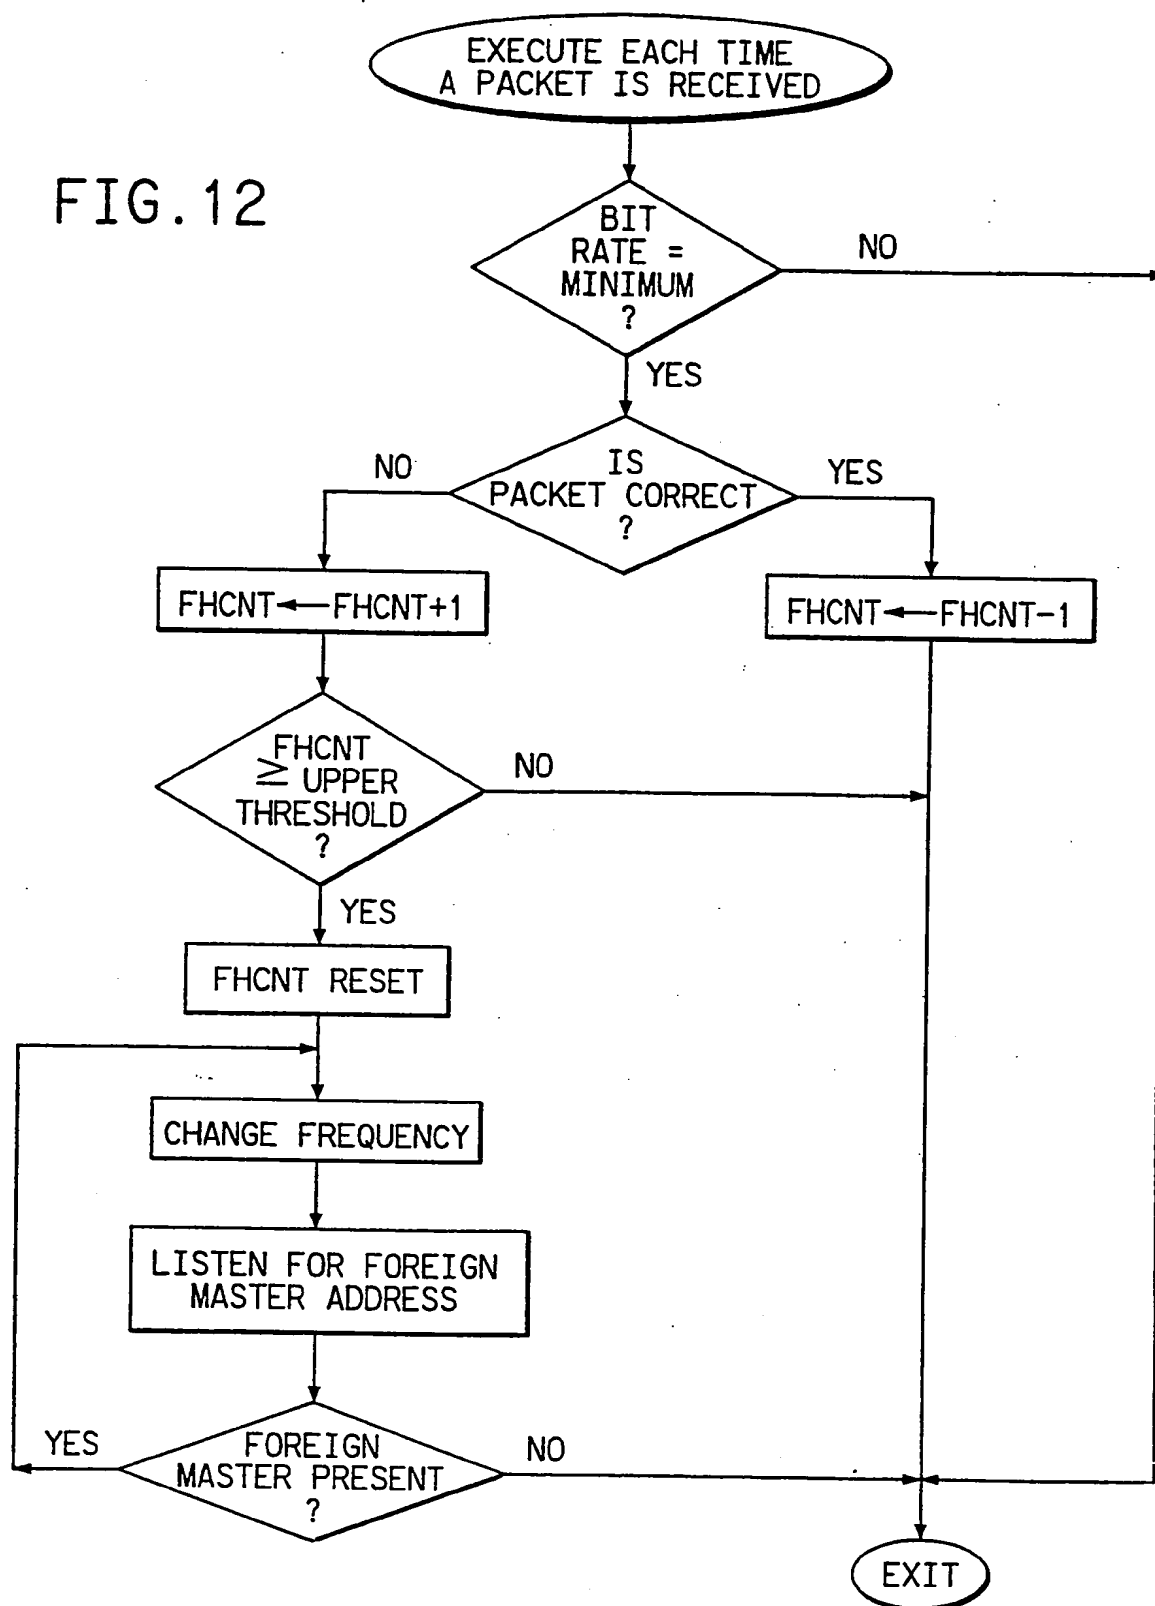 EXECUTE EACH TIME
A PACKET IS RECEIVED
FIG.12
BIT
RATE =
MINIMUM
?
NO
YES
IS
PACKET CORRECT
?
NO
YES
FHCNT←FHCNT+1
FHCNT←FHCNT-1
FHCNT
≥ UPPER
THRESHOLD
?
NO
YES
FHCNT RESET
CHANGE FREQUENCY
LISTEN FOR FOREIGN
MASTER ADDRESS
FOREIGN
MASTER PRESENT
?
YES
NO
EXIT